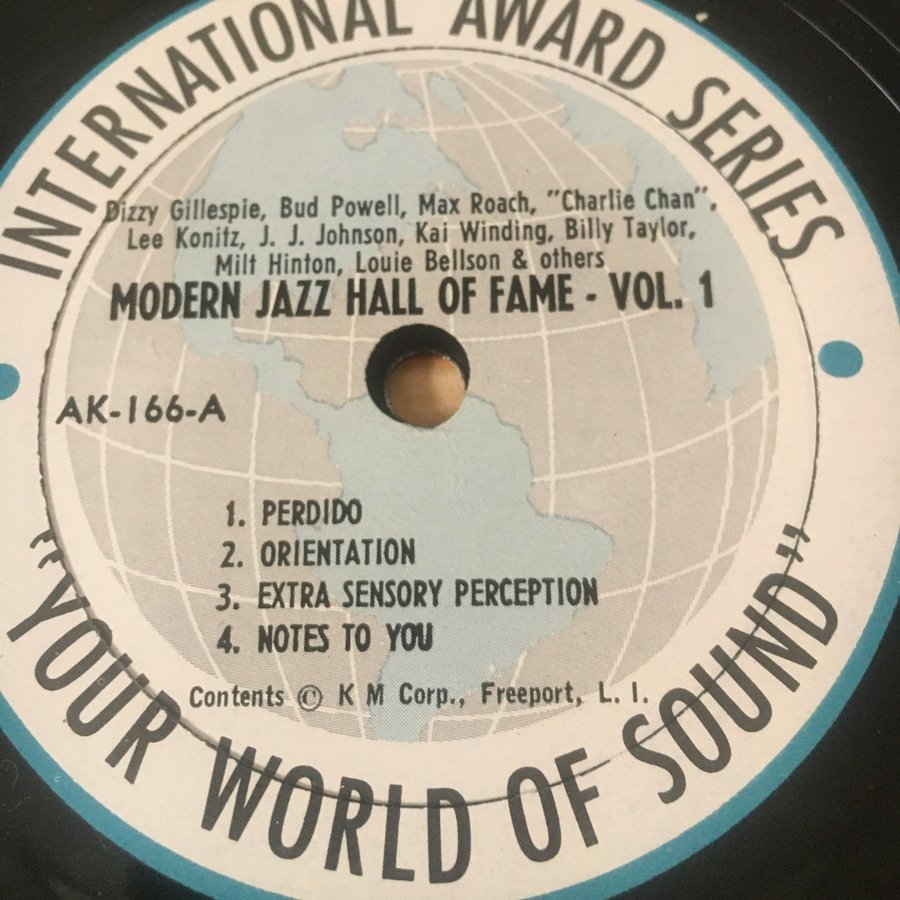 INTERNATIONAL AWARD SERIES
Dizzy Gillespie, Bud Powell, Max Roach, "Charlie Chan",
Lee Konitz, J. J. Johnson, Kai Winding, Billy Taylor,
Milt Hinton, Louie Bellson & others
MODERN JAZZ HALL OF FAME - VOL. 1
AK-166-A
1. PERDIDO
2. ORIENTATION
3. EXTRA SENSORY PERCEPTION
4. NOTES TO YOU
Contents © K M Corp., Freeport, L. I.
"YOUR WORLD OF SOUND"